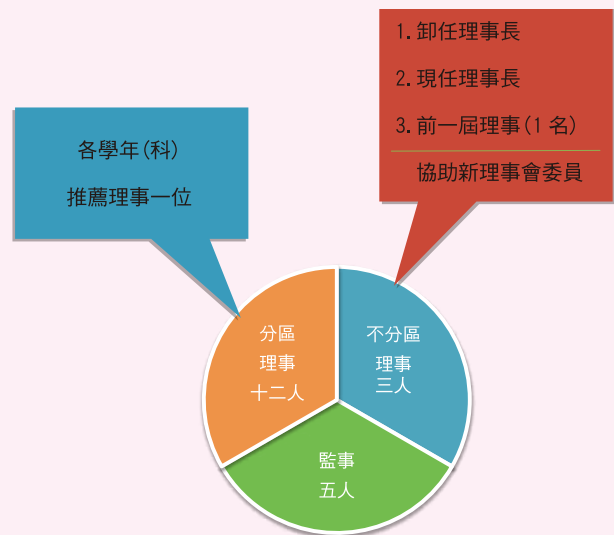 1.卸任理事長
2.現任理事長
3.前一屆理事(1名)
協助新理事會委員
各學年(科)
推薦理事一位
分區
理事
十二人
不分區
理事
三人
監事
五人